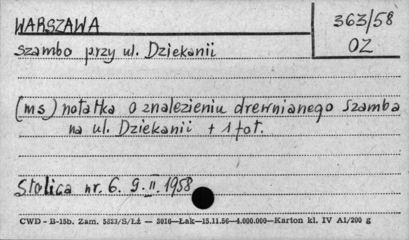 WARSZAWA
363/58
OZ
szambo przy ul. Dziekanii
(ms) notatka o znalezieniu drewnianego szamba
na ul. Dziekanii + 1 fot.
Stolica nr. 6. 9.II.1958
CWD - B-15b. Zam. 5823/S/Łź — 3016—Łak—15.11.56—4.000.000—Karton kl. IV A1/200 g